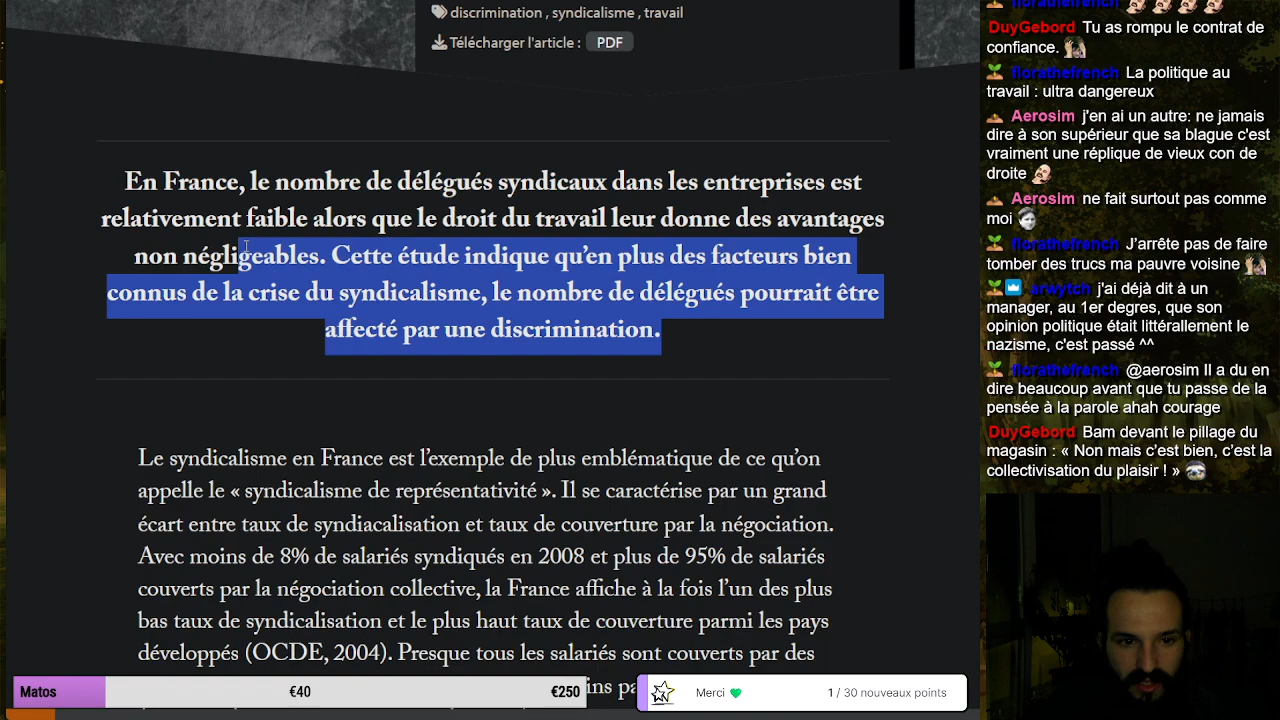 discrimination , syndicalisme , travail
Télécharger l'article : PDF
En France, le nombre de délégués syndicaux dans les entreprises est
relativement faible alors que le droit du travail leur donne des avantages
non négligeables. Cette étude indique qu'en plus des facteurs bien
connus de la crise du syndicalisme, le nombre de délégués pourrait être
affecté par une discrimination.
Le syndicalisme en France est l'exemple de plus emblématique de ce qu'on
appelle le « syndicalisme de représentativité ». Il se caractérise par un grand
écart entre taux de syndiacalisation et taux de couverture par la négociation.
Avec moins de 8% de salariés syndiqués en 2008 et plus de 95% de salariés
couverts par la négociation collective, la France affiche à la fois l'un des plus
bas taux de syndicalisation et le plus haut taux de couverture parmi les pays
développés (OCDE, 2004). Presque tous les salariés sont couverts par des
Matos
€40
€250
Merci
1 / 30 nouveaux points
florathefrench
DuyGebord Tu as rompu le contrat de
confiance.
florathefrench La politique au
travail : ultra dangereux
Aerosim j'en ai un autre: ne jamais
dire à son supérieur que sa blague c'est
vraiment une réplique de vieux con de
droite
Aerosim ne fait surtout pas comme
moi
florathefrench J'arrête pas de faire
tomber des trucs ma pauvre voisine
arwytch j'ai déjà dit à un
manager, au 1er degres, que son
opinion politique était littérallement le
nazisme, c'est passé ^^
florathefrench @aerosim Il a du en
dire beaucoup avant que tu passe de la
pensée à la parole ahah courage
DuyGebord Bam devant le pillage du
magasin : « Non mais c'est bien, c'est la
collectivisation du plaisir ! »